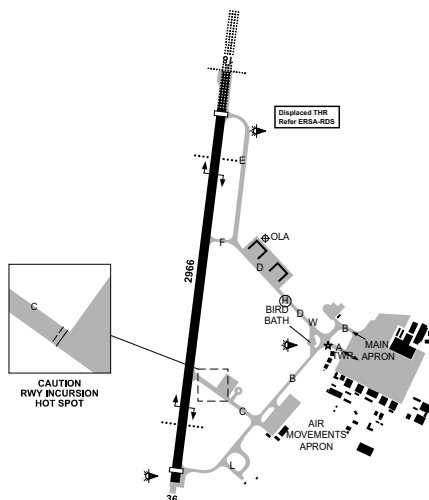 18
Displaced THR
Refer ERSA-RDS
E
F
OLA
D
2966
H
BIRD
BATH
D
W
B
MAIN
APRON
A
TWR
C
B
CAUTION
RWY INCURSION
HOT SPOT
C
AIR
MOVEMENTS
APRON
L
36